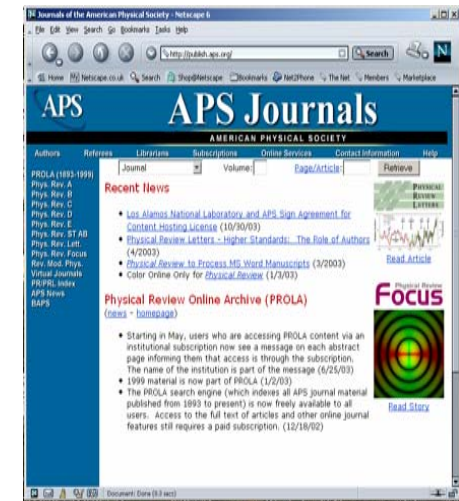 Journals of the American Physical Society - Netscape 6
File Edit View Search Go Bookmarks Tasks Help
http://publish.aps.org/
Search
Home Netscape.co.uk Search Shop@Netscape Bookmarks Net2Phone The Net Members Marketplace
APS
APS Journals
AMERICAN PHYSICAL SOCIETY
Authors Referees Librarians Subscriptions Online Services Contact Information Help
Journal Volume: Page/Article: Retrieve
PROLA (1893-1999)
Phys. Rev. A
Phys. Rev. B
Phys. Rev. C
Phys. Rev. D
Phys. Rev. E
Phys. Rev. ST AB
Phys. Rev. Lett.
Phys. Rev. Focus
Rev. Mod. Phys.
Virtual Journals
PR/PRL Index
APS News
BAPS
Recent News
Los Alamos National Laboratory and APS Sign Agreement for
Content Hosting License (10/30/03)
Physical Review Letters - Higher Standards: The Role of Authors
(4/2003)
Physical Review to Process MS Word Manuscripts (3/2003)
Color Online Only for Physical Review (1/3/03)
Physical Review Online Archive (PROLA)
(news - homepage)
Starting in May, users who are accessing PROLA content via an
institutional subscription now see a message on each abstract
page informing them that access is through the subscription.
The name of the institution is part of the message (6/25/03)
1999 material is now part of PROLA (1/2/03)
The PROLA search engine (which indexes all APS journal material
published from 1893 to present) is now freely available to all
users. Access to the full text of articles and other online journal
features still requires a paid subscription. (12/18/02)
PHYSICAL
REVIEW
LETTERS
Read Article
Physical Review
Focus
Read Story
Document: Done (3.3 secs)